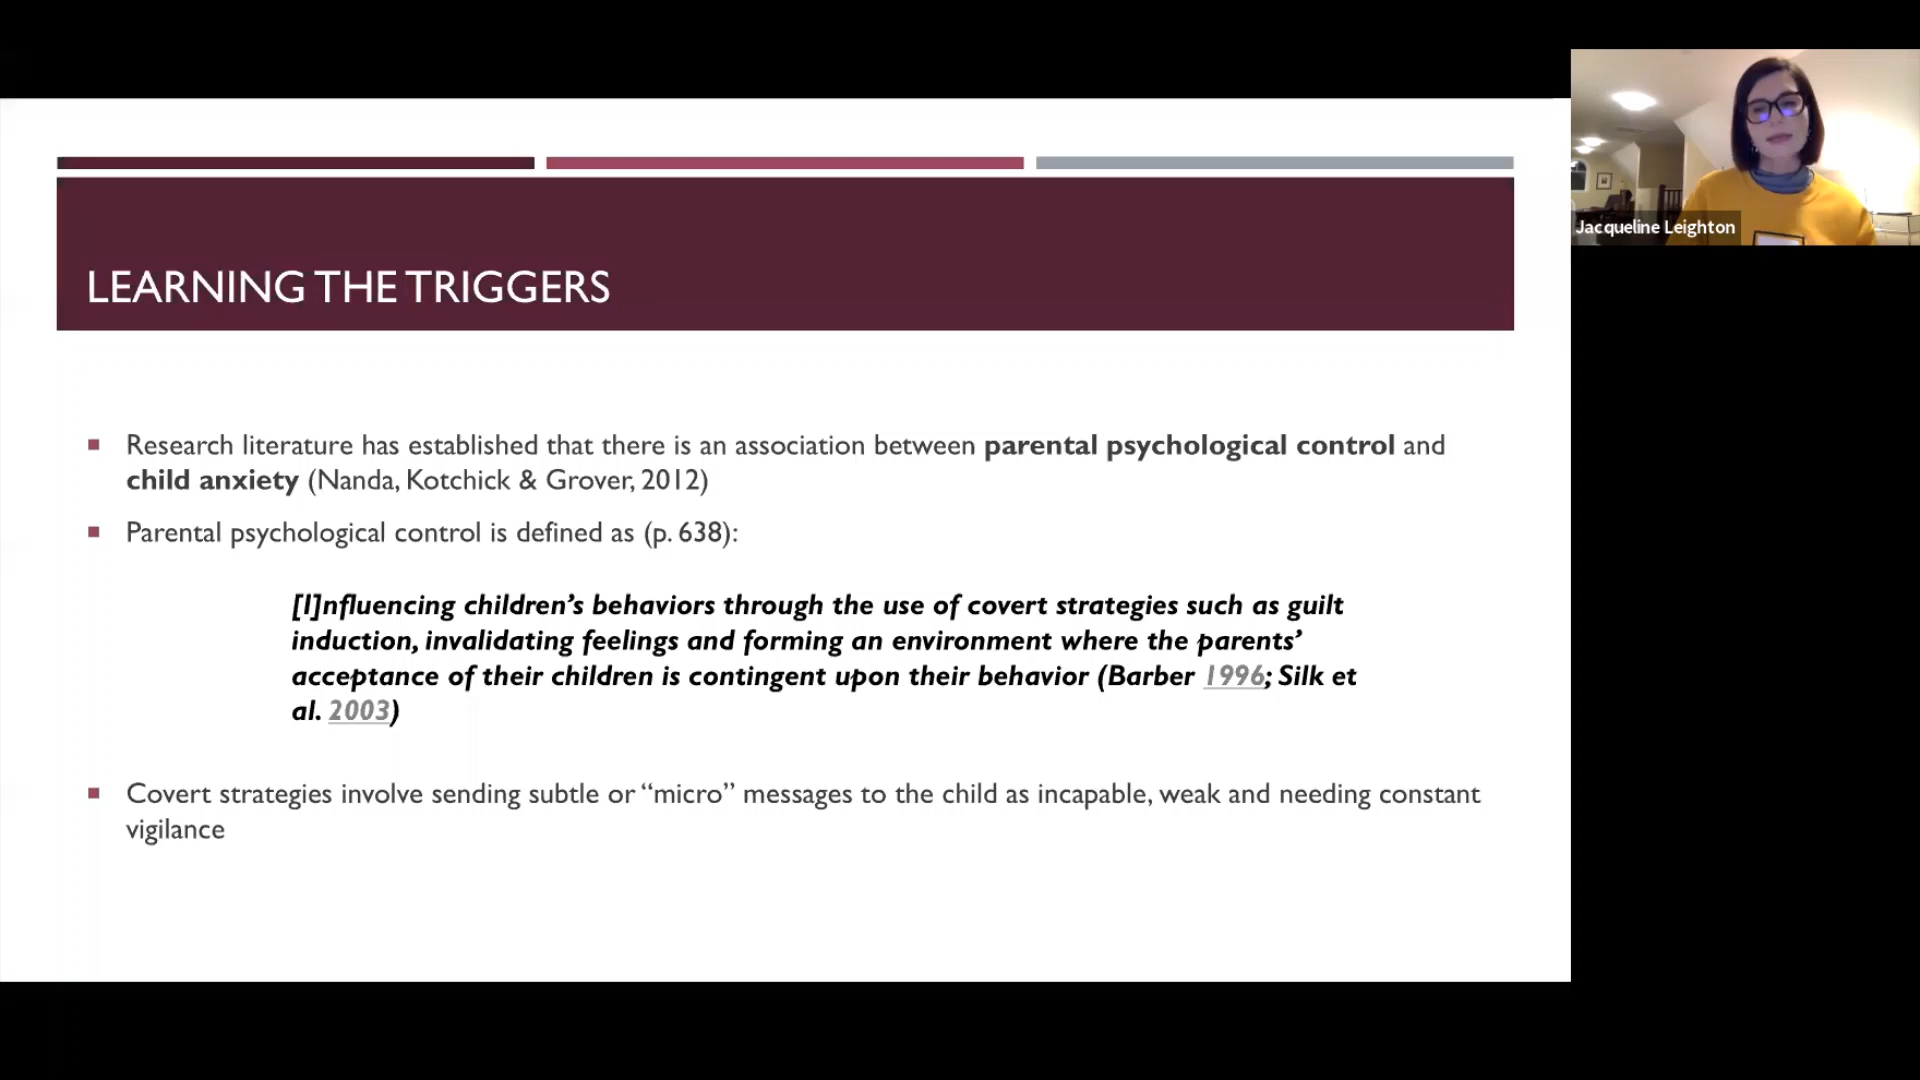 LEARNING THE TRIGGERS
Research literature has established that there is an association between parental psychological control and
child anxiety (Nanda, Kotchick & Grover, 2012)
Parental psychological control is defined as (p. 638):
[I]nfluencing children’s behaviors through the use of covert strategies such as guilt
induction, invalidating feelings and forming an environment where the parents’
acceptance of their children is contingent upon their behavior (Barber 1996; Silk et
al. 2003)
Covert strategies involve sending subtle or “micro” messages to the child as incapable, weak and needing constant
vigilance
Jacqueline Leighton